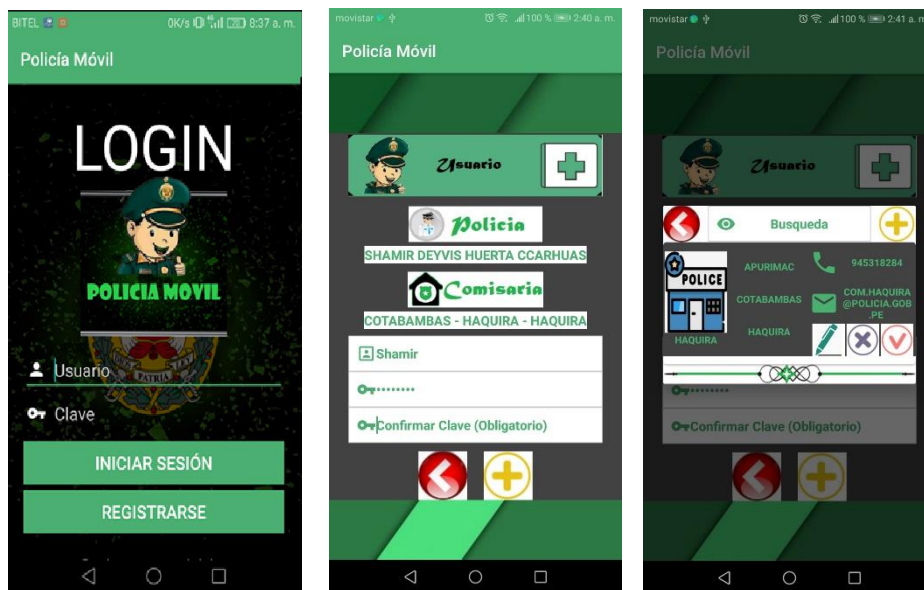 BITEL 0K/s 8:37 a. m.
Policía Móvil
LOGIN
POLICIA MOVIL
Usuario
Clave
INICIAR SESIÓN
REGISTRARSE
movistar 100 % 2:40 a. m.
Policía Móvil
Usuario
Policia
SHAMIR DEYVIS HUERTA CCARHUAS
Comisaria
COTABAMBAS - HAQUIRA - HAQUIRA
Shamir
Confirmar Clave (Obligatorio)
movistar 100 % 2:41 a. m
Policía Móvil
Usuario
Busqueda
POLICE
HAQUIRA
APURIMAC
COTABAMBAS
HAQUIRA
945318284
COM.HAQUIRA
@POLICIA.GOB
.PE
Confirmar Clave (Obligatorio)